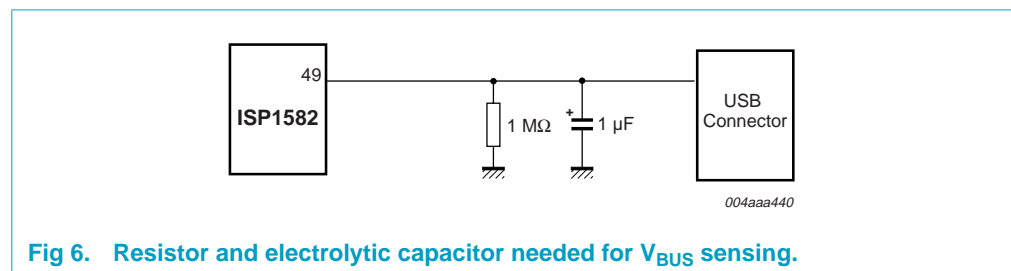 49
ISP1582
1 MΩ
+
1 µF
USB
Connector
004aaa440
Fig 6. Resistor and electrolytic capacitor needed for VBUS sensing.